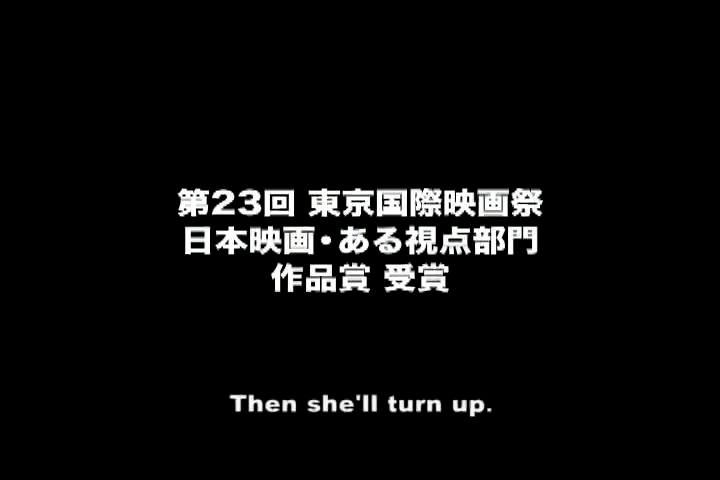 第23回 東京国際映画祭
日本映画・ある視点部門
作品賞 受賞
Then she'll turn up.